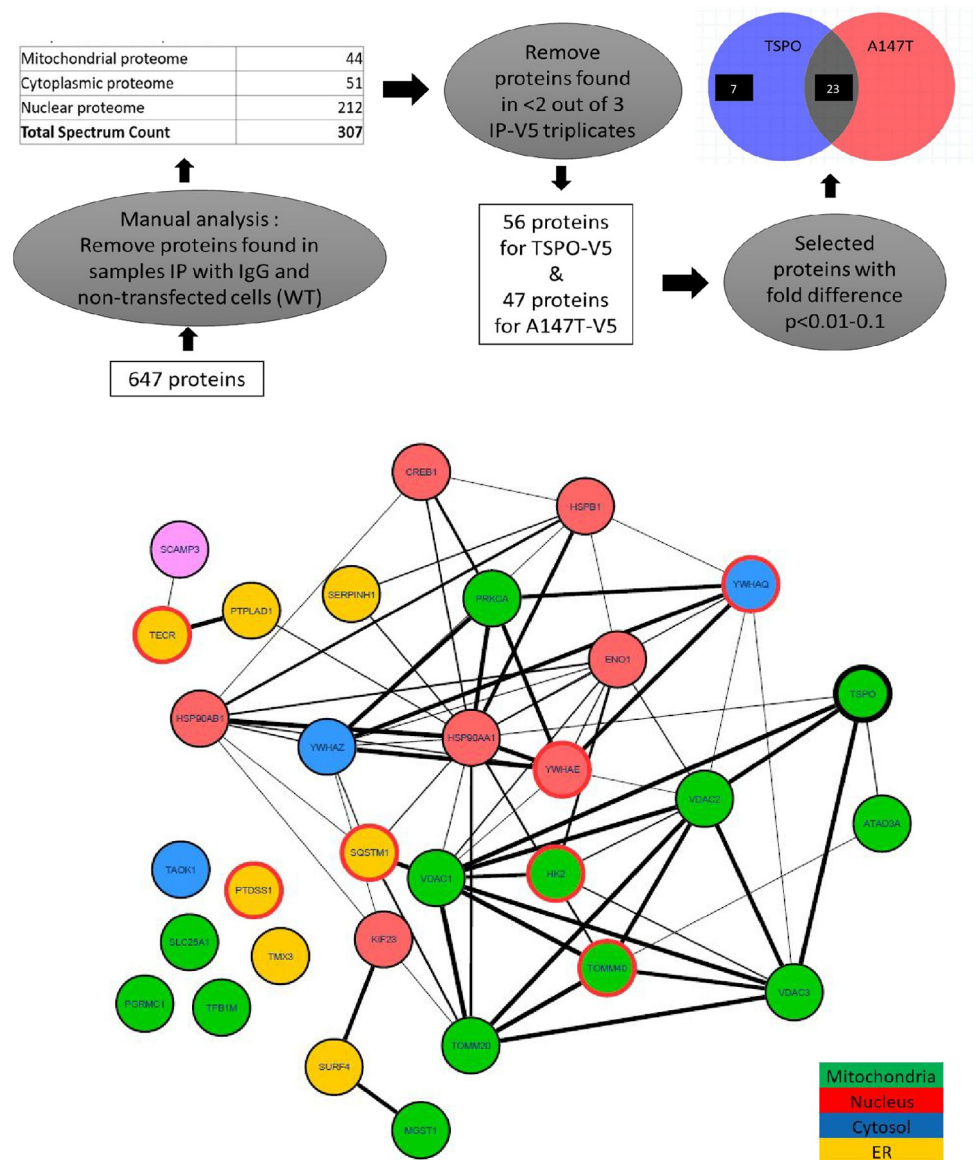 Mitochondrial proteome 44
Cytoplasmic proteome 51
Nuclear proteome 212
Total Spectrum Count 307
Remove
proteins found
in <2 out of 3
IP-V5 triplicates
TSPO
A147T
7
23
Manual analysis :
Remove proteins found in
samples IP with IgG and
non-transfected cells (WT)
56 proteins
for TSPO-V5
&
47 proteins
for A147T-V5
Selected
proteins with
fold difference
p<0.01-0.1
647 proteins
CREB1
HSPB1
SCAMP3
YWHAQ
SERPINH1
PRKCA
PTPLAD1
TECR
ENO1
TSPO
HSP90AB1
YWHAZ
HSP90AA1
YWHAE
VDAC2
ATAD3A
SQSTM1
TAOK1
VDAC1
HK2
PTDSS1
SLC25A1
KIF23
TMX3
TOMM40
VDAC3
PGRMC1
TFB1M
TOMM20
SURF4
MGST1
Mitochondria
Nucleus
Cytosol
ER